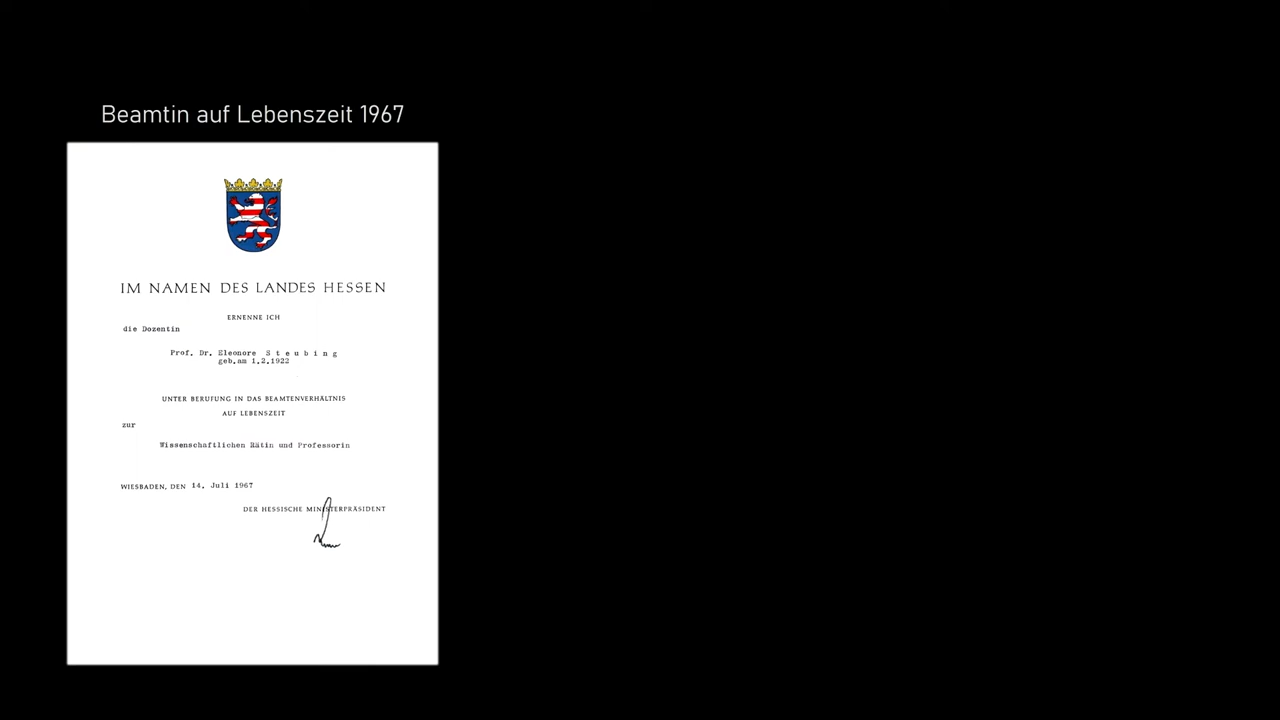 Beamtin auf Lebenszeit 1967
IM NAMEN DES LANDES HESSEN
ERNENNE ICH
die Dozentin
Prof. Dr. Eleonore S t e u b i n g
geb.am 1.2.1922
UNTER BERUFUNG IN DAS BEAMTENVERHÄLTNIS
AUF LEBENSZEIT
zur
Wissenschaftlichen Rätin und Professorin
WIESBADEN, DEN 14. Juli 1967
DER HESSISCHE MINISTERPRÄSIDENT